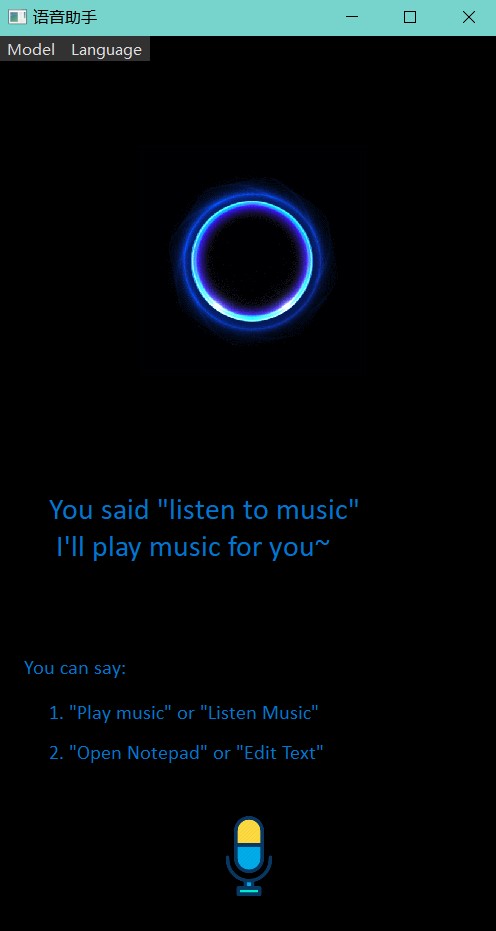 语音助手
Model Language
You said "listen to music"
I'll play music for you~
You can say:
1. "Play music" or "Listen Music"
2. "Open Notepad" or "Edit Text"